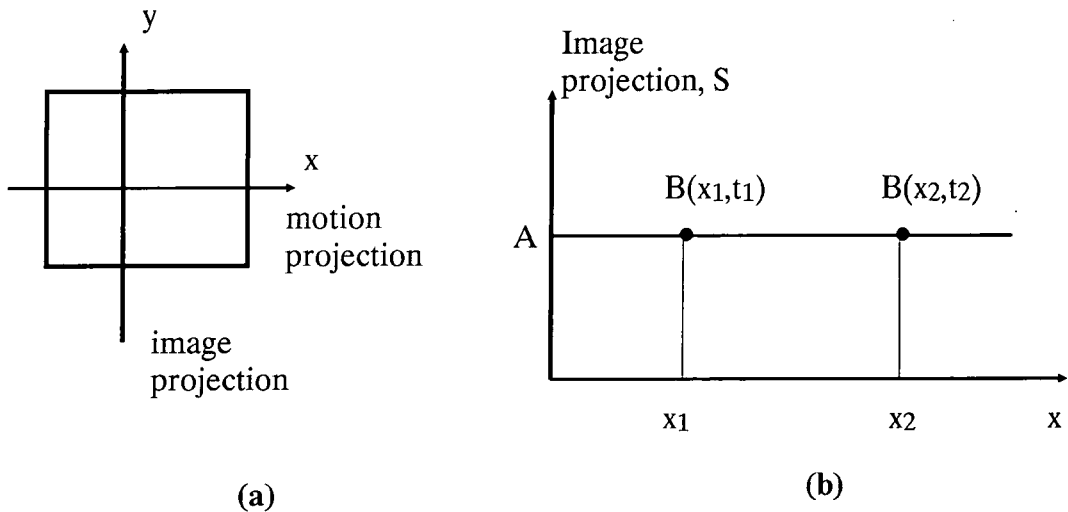 y
x
motion
projection
image
projection
(a)
Image
projection, S
B(x1,t1)
B(x2,t2)
A
x1
x2
x
(b)